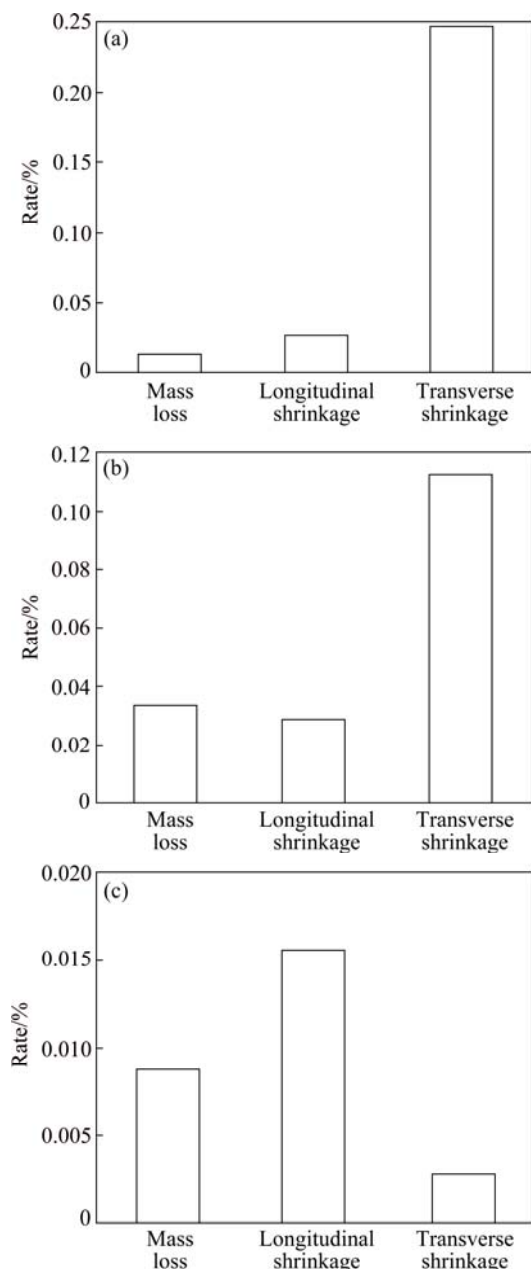 (a)
0.25
0.20
0.15
0.10
0.05
0
Rate/%
Mass loss
Longitudinal shrinkage
Transverse shrinkage
(b)
0.12
0.10
0.08
0.06
0.04
0.02
0
Rate/%
Mass loss
Longitudinal shrinkage
Transverse shrinkage
(c)
0.020
0.015
0.010
0.005
0
Rate/%
Mass loss
Longitudinal shrinkage
Transverse shrinkage